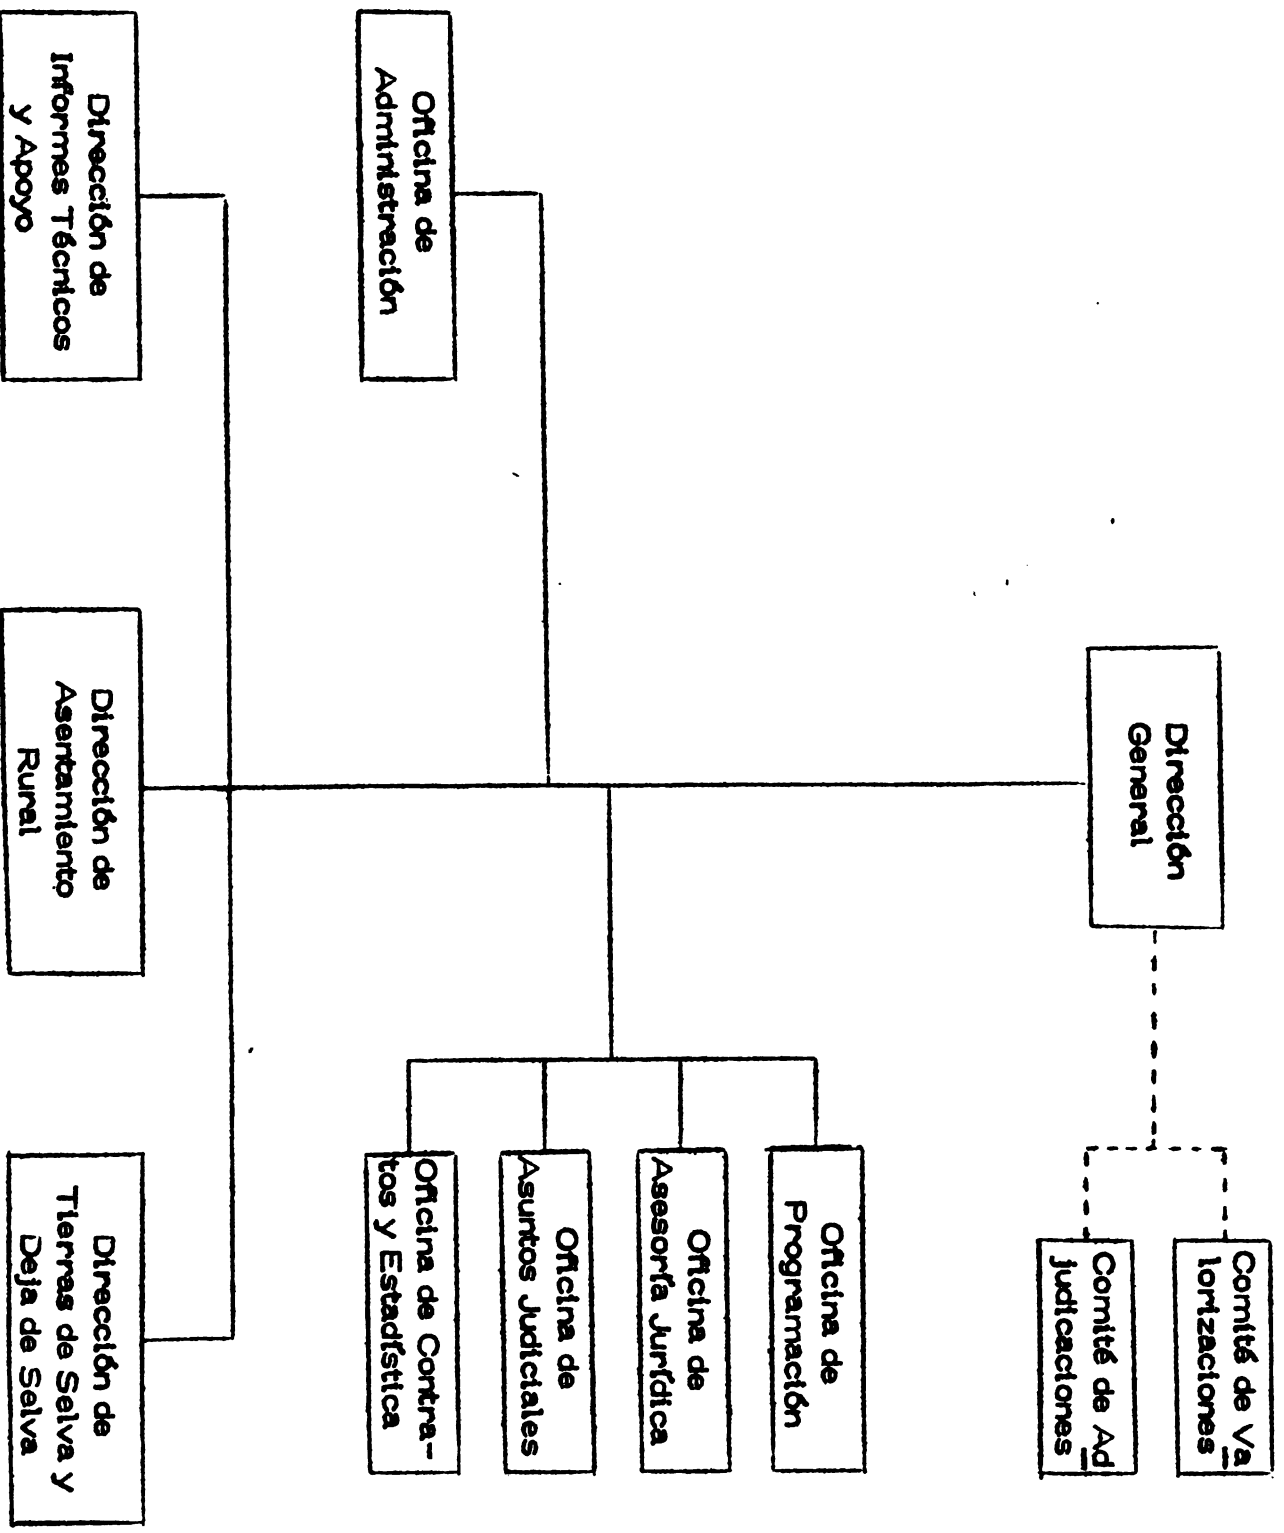 Dirección
General
Comité de Va
lorizaciones
Comité de Ad
judicaciones
Oficina de
Programación
Oficina de
Asesoría Jurídica
Oficina de
Asuntos Judiciales
Oficina de Contra-
tos y Estadística
Oficina de
Administración
Dirección de
Informes Técnicos
y Apoyo
Dirección de
Asentamiento
Rural
Dirección de
Tierras de Selva y
Deja de Selva